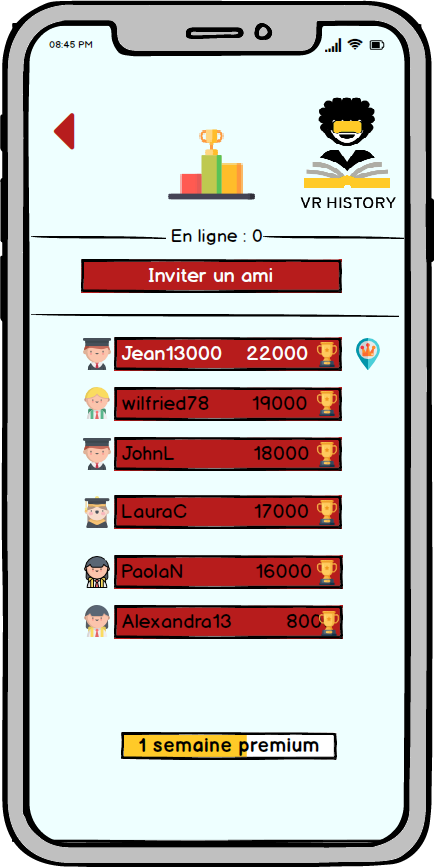 08:45 PM
VR HISTORY
En ligne : 0
Inviter un ami
Jean13000 22000
wilfried78 19000
JohnL 18000
LauraC 17000
PaolaN 16000
Alexandra13 800
1 semaine premium